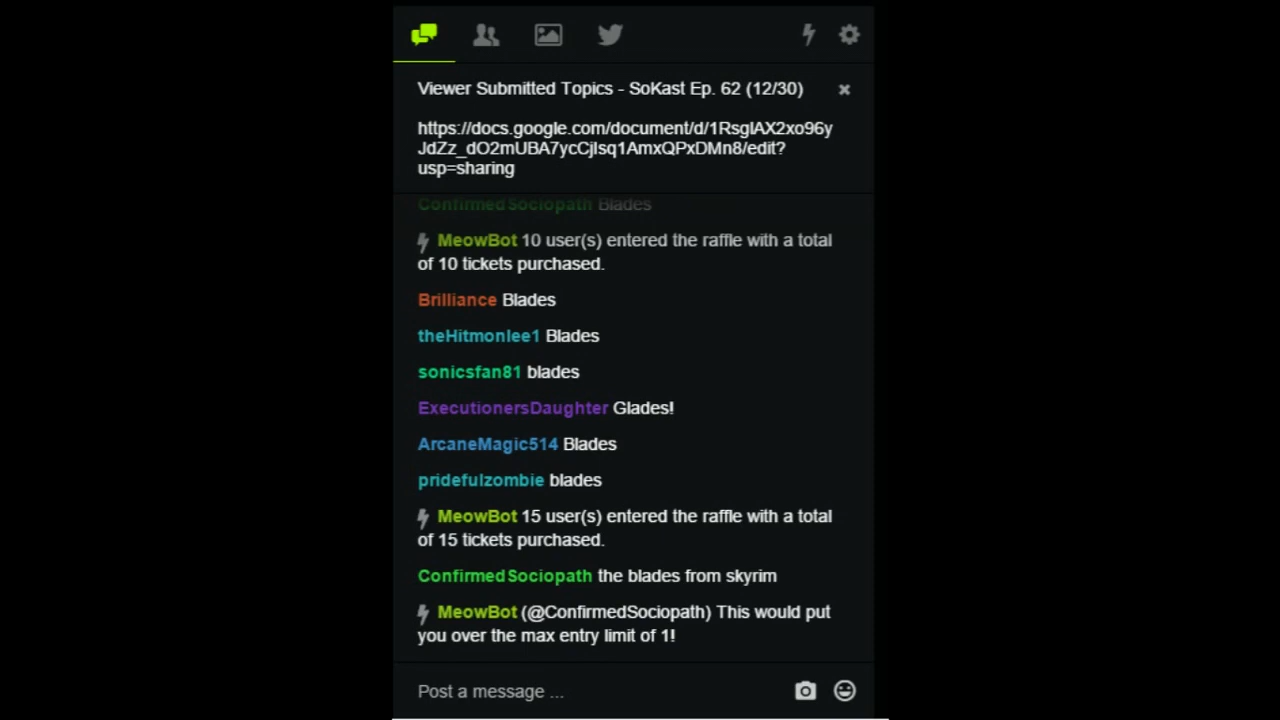 Viewer Submitted Topics - SoKast Ep. 62 (12/30)
https://docs.google.com/document/d/1RsglAX2xo96y
JdZz_dO2mUBA7ycCjlsq1AmxQPxDMn8/edit?
usp=sharing
ConfirmedSociopath Blades
MeowBot 10 user(s) entered the raffle with a total
of 10 tickets purchased.
Brilliance Blades
theHitmonlee1 Blades
sonicsfan81 blades
ExecutionersDaughter Glades!
ArcaneMagic514 Blades
pridefulzombie blades
MeowBot 15 user(s) entered the raffle with a total
of 15 tickets purchased.
ConfirmedSociopath the blades from skyrim
MeowBot (@ConfirmedSociopath) This would put
you over the max entry limit of 1!
Post a message ...